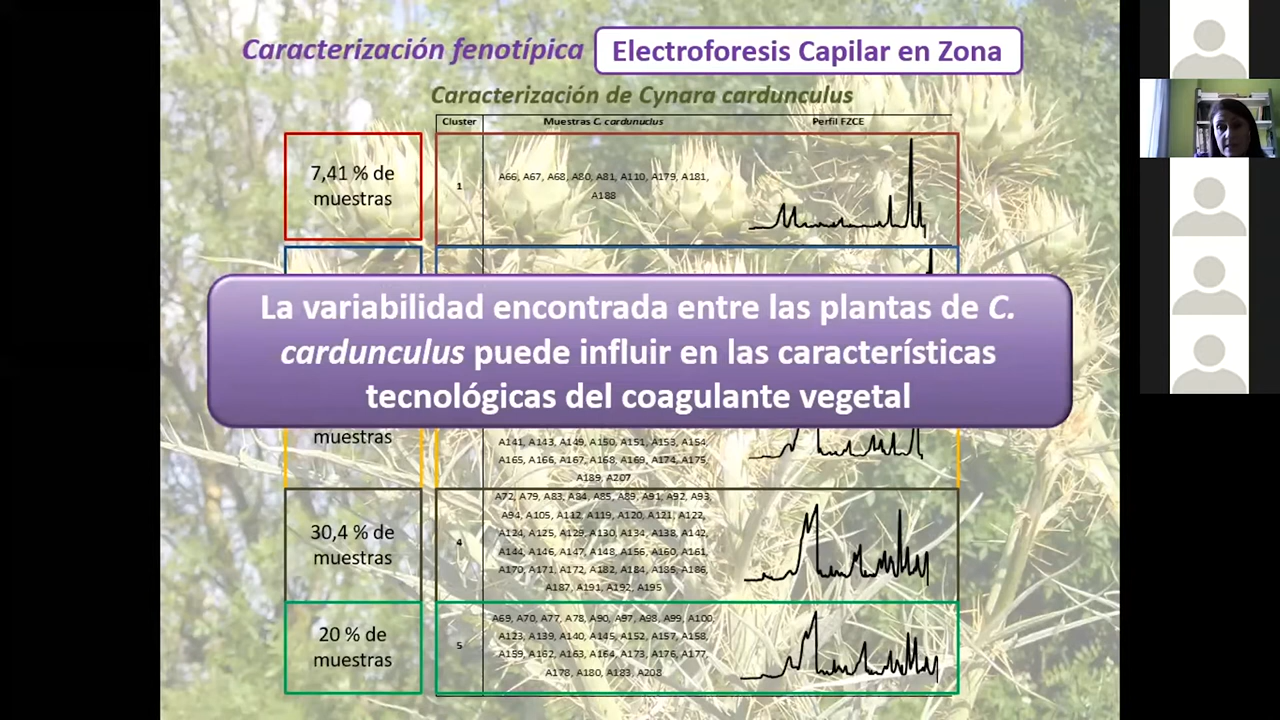 Caracterización fenotípica
Electroforesis Capilar en Zona
Caracterización de Cynara cardunculus
Cluster
Muestras C. cardunuclus
Perfil FZCE
7,41 % de
muestras
1
A66, A67, A68, A80, A81, A110, A179, A181,
A188
La variabilidad encontrada entre las plantas de C.
cardunculus puede influir en las características
tecnológicas del coagulante vegetal
muestras
A141, A143, A149, A150, A151, A153, A154,
A165, A166, A167, A168, A169, A174, A175,
A189, A207
30,4 % de
muestras
4
A72, A79, A83, A84, A85, A89, A91, A92, A93,
A94, A105, A112, A119, A120, A121, A122,
A124, A125, A129, A130, A134, A138, A142,
A144, A146, A147, A148, A156, A160, A161,
A170, A171, A172, A182, A184, A185, A186,
A187, A191, A192, A195
20 % de
muestras
5
A69, A70, A77, A78, A90, A97, A98, A99, A100,
A123, A139, A140, A145, A152, A157, A158,
A159, A162, A163, A164, A173, A176, A177,
A178, A180, A183, A208